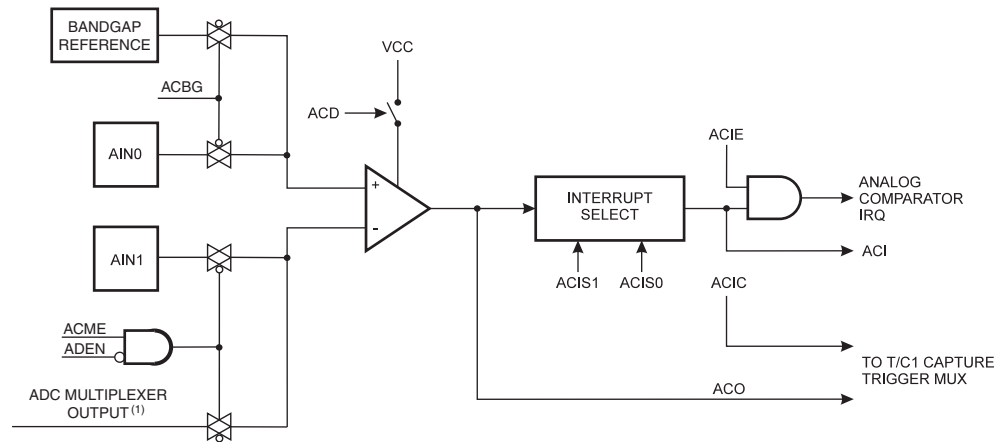 BANDGAP
REFERENCE
ACBG
VCC
ACD
AIN0
ACIE
+
-
INTERRUPT
SELECT
ANALOG
COMPARATOR
IRQ
AIN1
ACI
ACIS1
ACIS0
ACIC
ACME
ADEN
TO T/C1 CAPTURE
TRIGGER MUX
ADC MULTIPLEXER
OUTPUT (1)
ACO